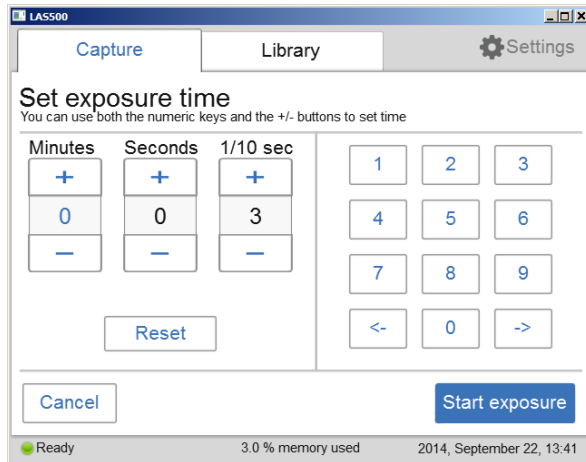 LAS500
Capture Library Settings
Set exposure time
You can use both the numeric keys and the +/- buttons to set time
Minutes Seconds 1/10 sec
+ + +
0 0 3
− − −
Reset
1 2 3
4 5 6
7 8 9
<- 0 ->
Cancel Start exposure
Ready 3.0 % memory used 2014, September 22, 13:41